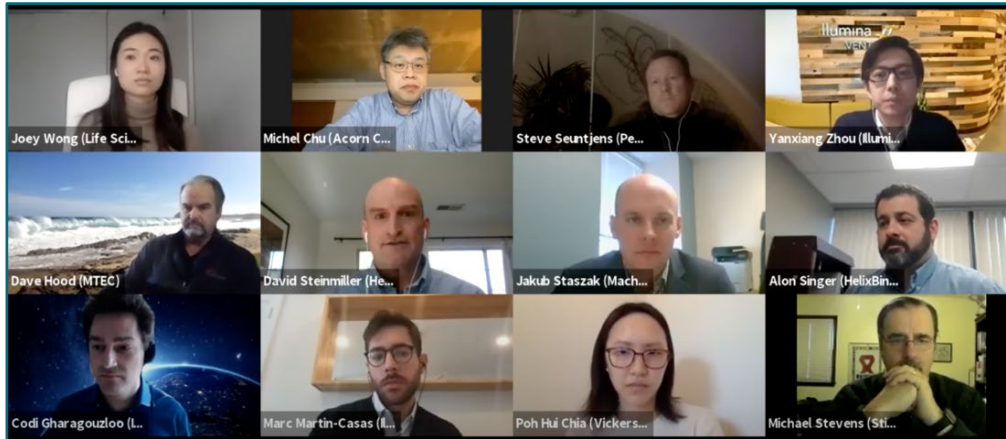 Illumina
VENT
Joey Wong (Life Sci...
Michel Chu (Acorn C...
Steve Seuntjens (Pe...
Yanxiang Zhou (Illumi...
Dave Hood (MTEC)
David Steinmiller (He...
Jakub Staszak (Mach...
Alon Singer (HelixBin...
Codi Gharagouzloo (I...
Marc Martin-Casas (Il...
Poh Hui Chia (Vickers...
Michael Stevens (Sti...